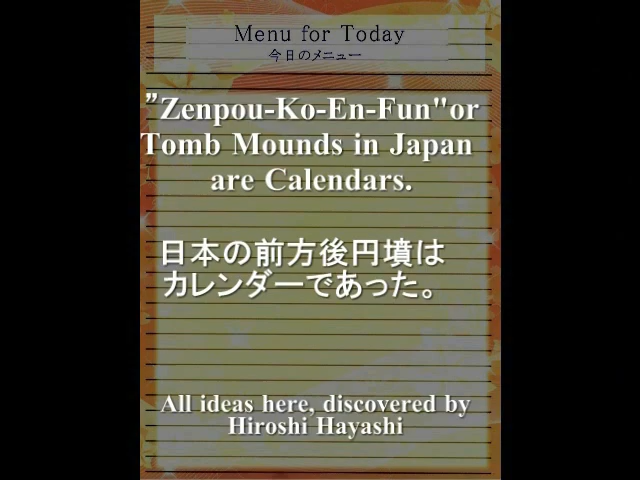 Menu for Today
今日のメニュー
”Zenpou-Ko-En-Fun"or
Tomb Mounds in Japan
are Calendars.
日本の前方後円墳は
カレンダーであった。
All ideas here, discovered by
Hiroshi Hayashi